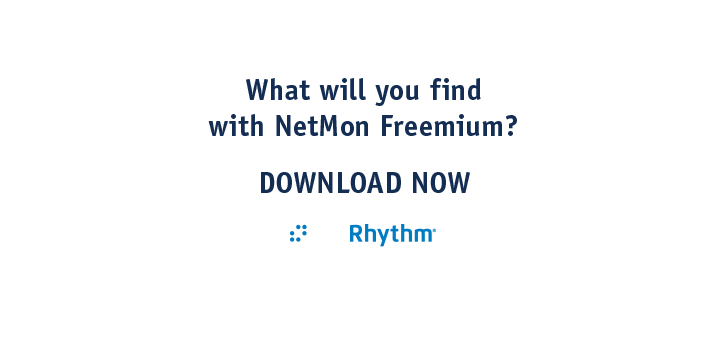 What will you find
with NetMon Freemium?
DOWNLOAD NOW
Rhythm®